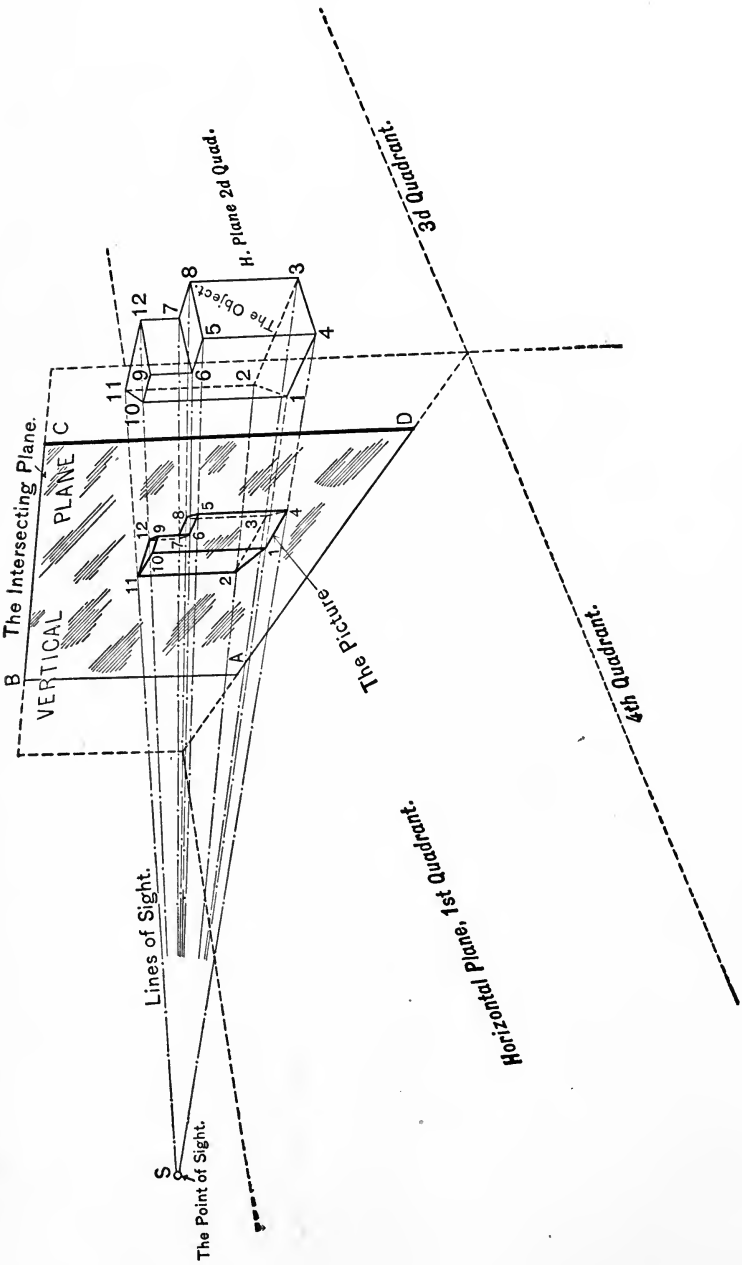 The Intersecting Plane.
B
C
VERTICAL PLANE
H. Plane 2d Quad.
11
12
10
9
7
8
The Object.
5
6
3
4
2
1
11
12
10
9
8
7
5
6
3
4
2
1
A
D
The Picture
Lines of Sight.
S
The Point of Sight.
3d Quadrant.
4th Quadrant.
Horizontal Plane, 1st Quadrant.